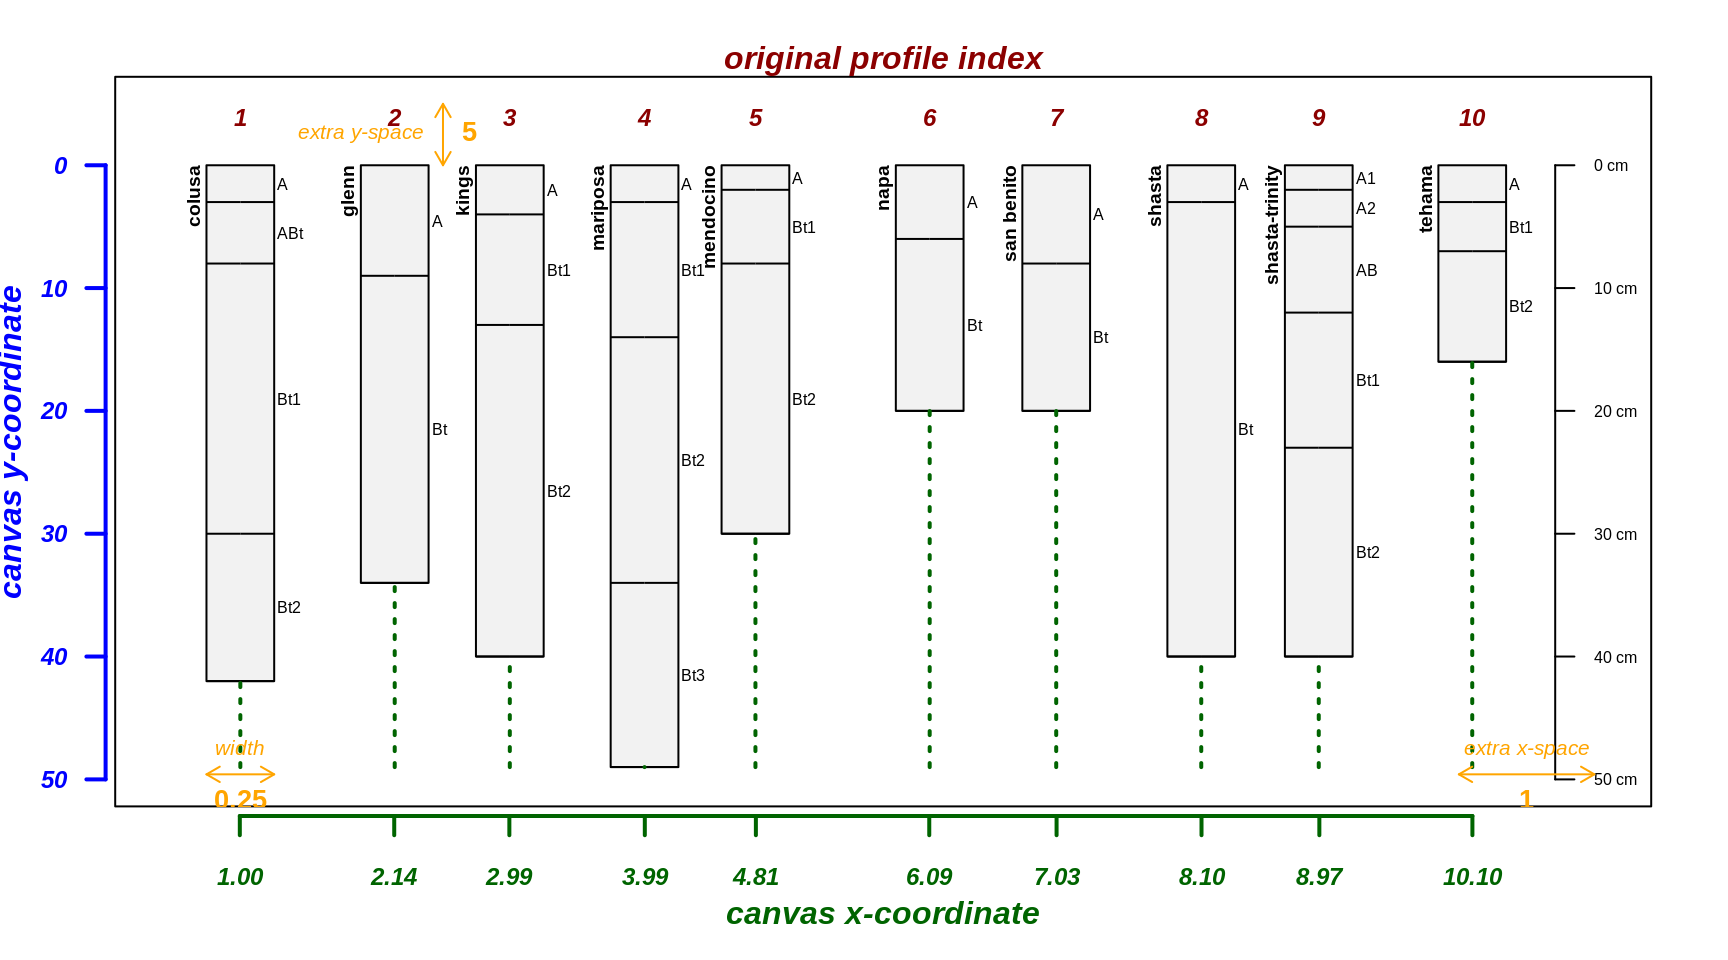 original profile index
1 2 3 4 5 6 7 8 9 10
extra y-space 5
0 10 20 30 40 50
canvas y-coordinate
colusa
A
ABt
Bt1
Bt2
glenn
A
Bt
kings
A
Bt1
Bt2
mariposa
A
Bt1
Bt2
Bt3
mendocino
A
Bt1
Bt2
napa
A
Bt
san benito
A
Bt
shasta
A
Bt
shasta-trinity
A1
A2
AB
Bt1
Bt2
tehama
A
Bt1
Bt2
0 cm
10 cm
20 cm
30 cm
40 cm
50 cm
width
0.25
extra x-space
1
1.00 2.14 2.99 3.99 4.81 6.09 7.03 8.10 8.97 10.10
canvas x-coordinate